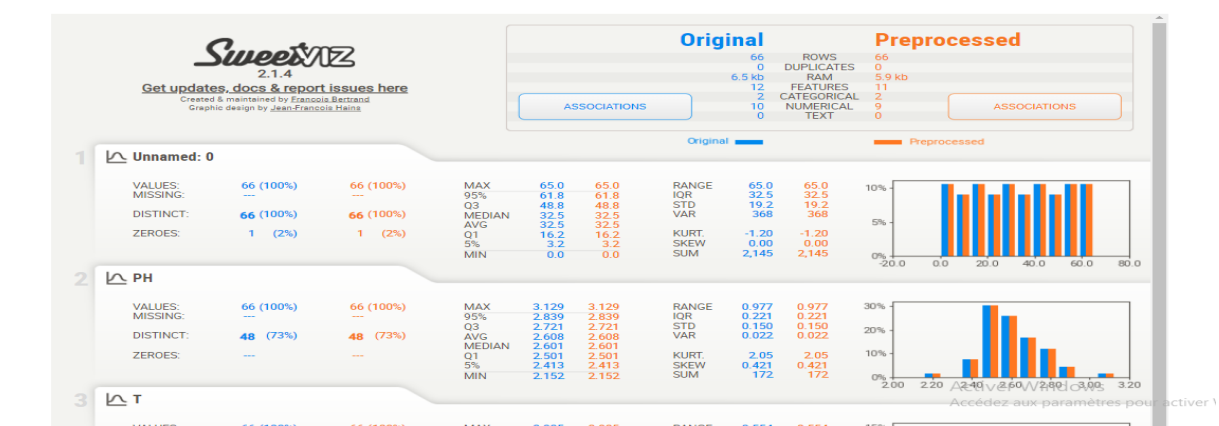 SweetVIZ
2.1.4
Get updates, docs & report issues here
Created & maintained by Francois Bertrand
Graphic design by Jean-Francois Hains
Original Preprocessed
66 ROWS 66
0 DUPLICATES 0
6.5 kb RAM 5.9 kb
12 FEATURES 11
2 CATEGORICAL 2
10 NUMERICAL 9
0 TEXT 0
ASSOCIATIONS ASSOCIATIONS
Original Preprocessed
1 Unnamed: 0
VALUES: 66 (100%) 66 (100%)
MISSING: --- ---
DISTINCT: 66 (100%) 66 (100%)
ZEROES: 1 (2%) 1 (2%)
MAX 65.0 65.0
95% 61.8 61.8
Q3 48.8 48.8
MEDIAN 32.5 32.5
AVG 32.5 32.5
Q1 16.2 16.2
5% 3.2 3.2
MIN 0.0 0.0
RANGE 65.0 65.0
IQR 32.5 32.5
STD 19.2 19.2
VAR 368 368
KURT. -1.20 -1.20
SKEW 0.00 0.00
SUM 2,145 2,145
10%
5%
0%
-20.0 0.0 20.0 40.0 60.0 80.0
2 PH
VALUES: 66 (100%) 66 (100%)
MISSING: --- ---
DISTINCT: 48 (73%) 48 (73%)
ZEROES: --- ---
MAX 3.129 3.129
95% 2.839 2.839
Q3 2.721 2.721
AVG 2.608 2.608
MEDIAN 2.601 2.601
Q1 2.501 2.501
5% 2.413 2.413
MIN 2.152 2.152
RANGE 0.977 0.977
IQR 0.221 0.221
STD 0.150 0.150
VAR 0.022 0.022
KURT. 2.05 2.05
SKEW 0.421 0.421
SUM 172 172
30%
20%
10%
0%
2.00 2.20 2.40 2.60 2.80 3.00 3.20
Activer Windows
Accédez aux paramètres pour activer
3 T